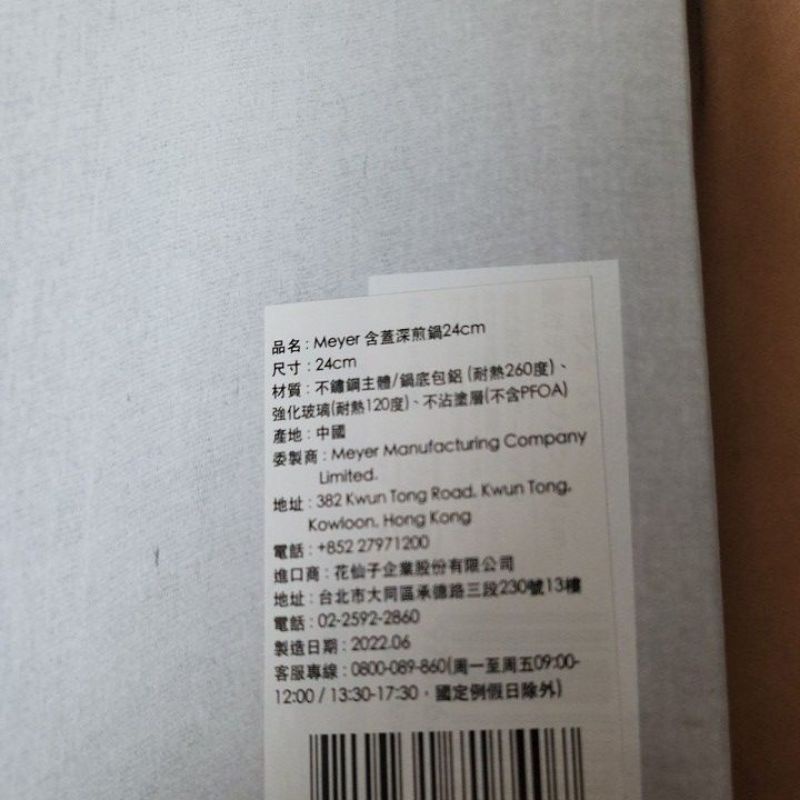 品名：Meyer 含蓋深煎鍋24cm
尺寸：24cm
材質：不鏽鋼主體/鍋底包鋁 (耐熱260度)、
強化玻璃(耐熱120度)、不沾塗層(不含PFOA)
產地：中國
委製商：Meyer Manufacturing Company
Limited.
地址：382 Kwun Tong Road, Kwun Tong,
Kowloon, Hong Kong
電話：+852 27971200
進口商：花仙子企業股份有限公司
地址：台北市大同區承德路三段230號13樓
電話：02-2592-2860
製造日期：2022.06
客服專線：0800-089-860(周一至周五09:00-
12:00 / 13:30-17:30，國定例假日除外)